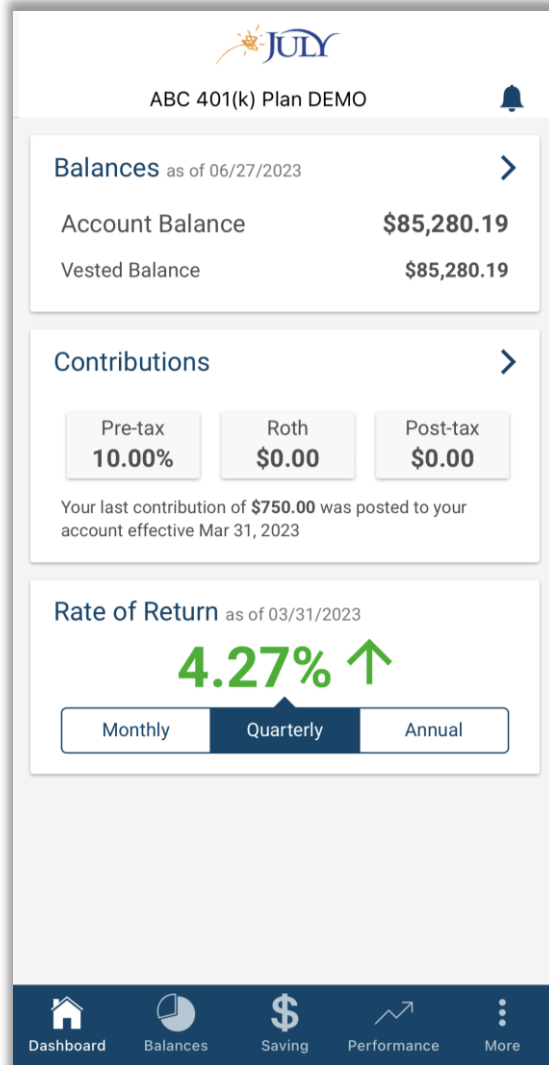 JULY
ABC 401(k) Plan DEMO
Balances as of 06/27/2023
Account Balance $85,280.19
Vested Balance $85,280.19
Contributions
Pre-tax Roth Post-tax
10.00% $0.00 $0.00
Your last contribution of $750.00 was posted to your
account effective Mar 31, 2023
Rate of Return as of 03/31/2023
4.27%
Monthly Quarterly Annual
$
Dashboard Balances Saving Performance More